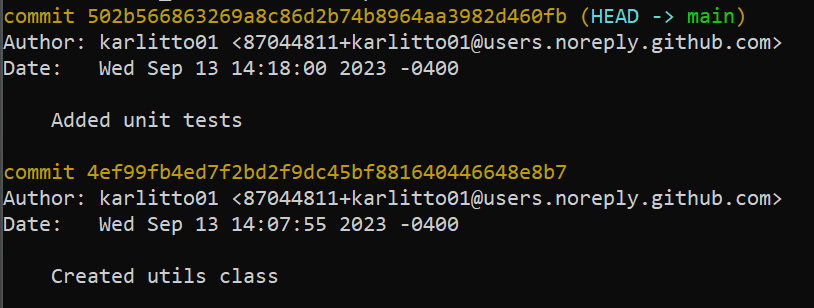 commit 502b566863269a8c86d2b74b8964aa3982d460fb (HEAD -> main)
Author: karlitto01 <87044811+karlitto01@users.noreply.github.com>
Date:   Wed Sep 13 14:18:00 2023 -0400
Added unit tests
commit 4ef99fb4ed7f2bd2f9dc45bf881640446648e8b7
Author: karlitto01 <87044811+karlitto01@users.noreply.github.com>
Date:   Wed Sep 13 14:07:55 2023 -0400
Created utils class